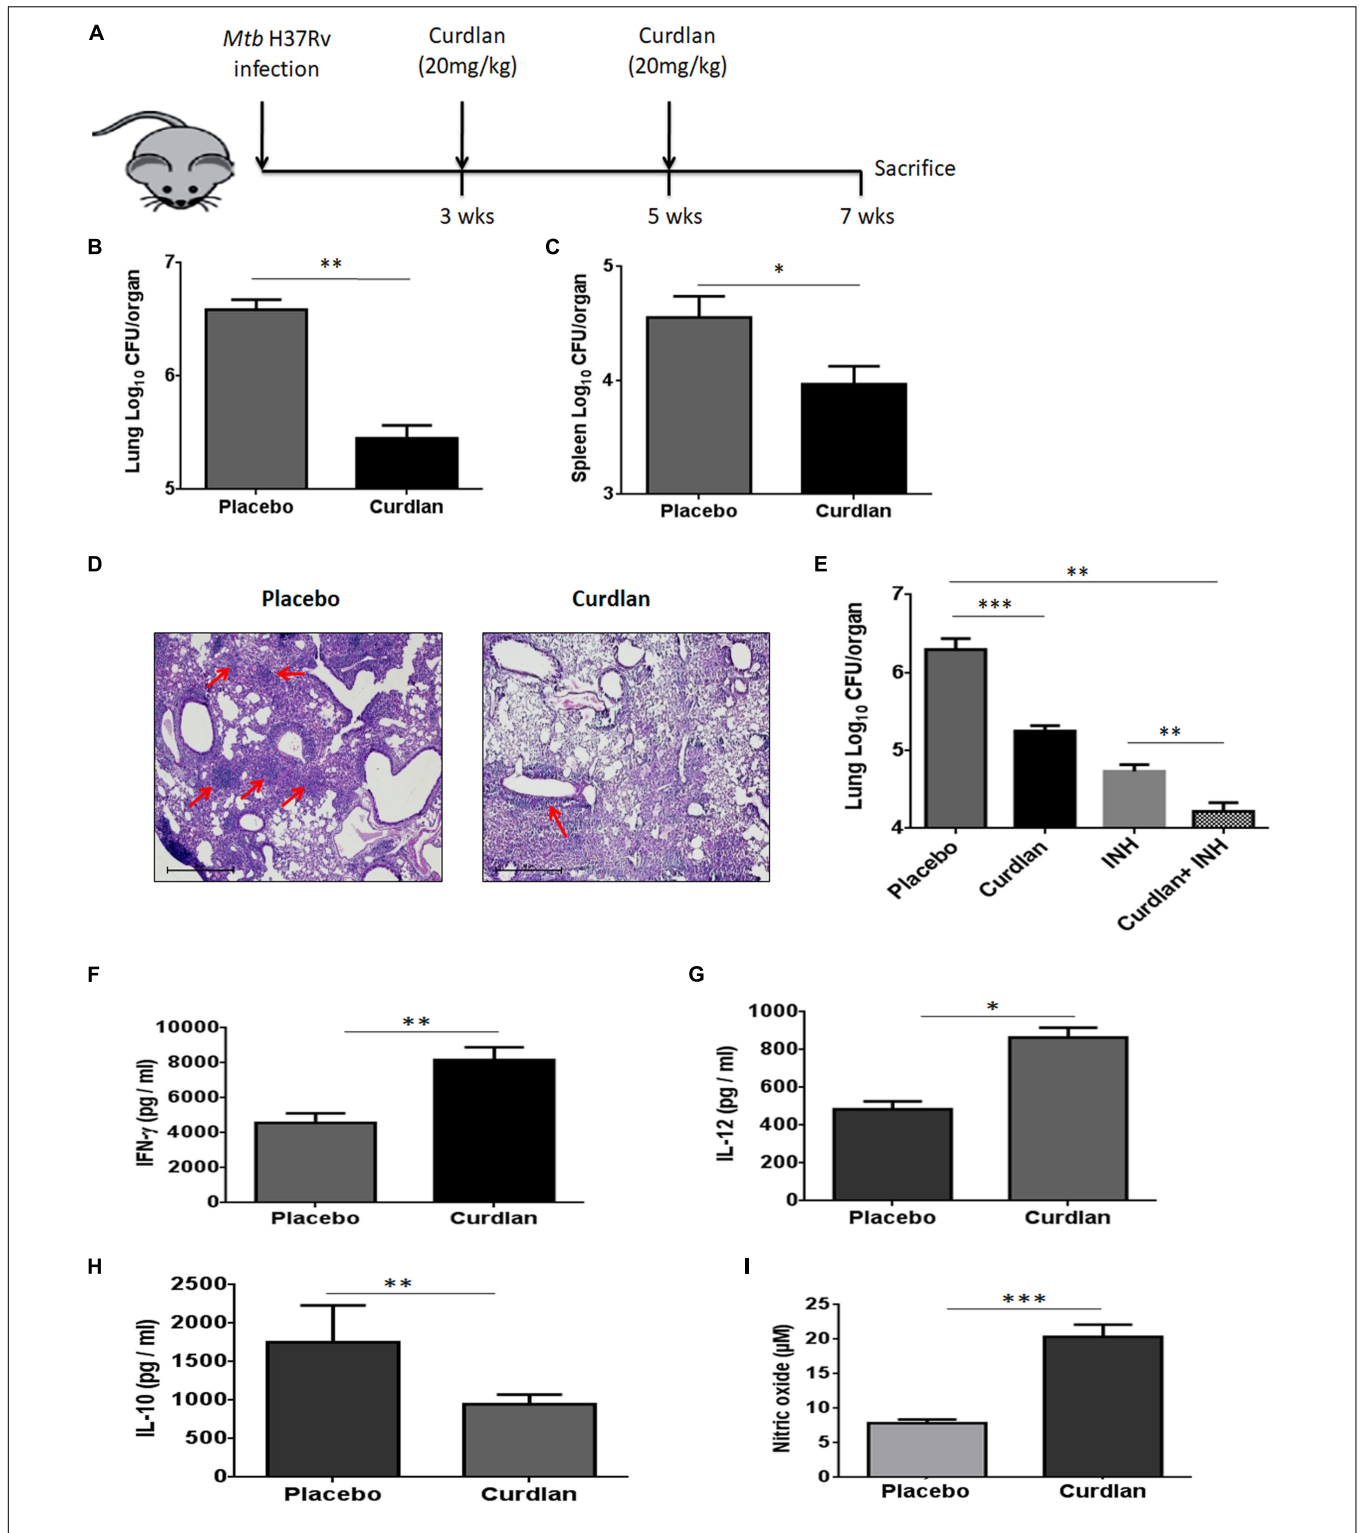 A
Mtb H37Rv
infection
Curdlan
(20mg/kg)
Curdlan
(20mg/kg)
Sacrifice
3 wks
5 wks
7 wks
B
Lung Log10 CFU/organ
7
6
5
**
Placebo
Curdlan
C
Spleen Log10 CFU/organ
5
4
3
*
Placebo
Curdlan
D
Placebo
Curdlan
E
Lung Log10 CFU/organ
7
6
5
4
**
***
**
Placebo
Curdlan
INH
Curdlan+ INH
F
IFN-γ (pg / ml)
10000
8000
6000
4000
2000
0
**
Placebo
Curdlan
G
IL-12 (pg / ml)
1000
800
600
400
200
0
*
Placebo
Curdlan
H
IL-10 (pg / ml)
2500
2000
1500
1000
500
0
**
Placebo
Curdlan
I
Nitric oxide (µM)
25
20
15
10
5
0
***
Placebo
Curdlan